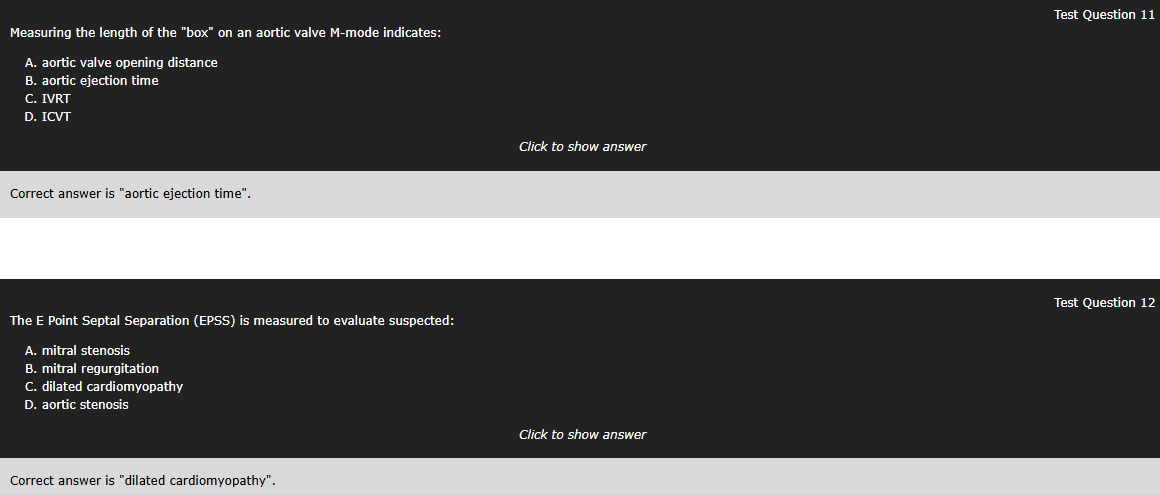 Test Question 11
Measuring the length of the "box" on an aortic valve M-mode indicates:
A. aortic valve opening distance
B. aortic ejection time
C. IVRT
D. ICVT
Click to show answer
Correct answer is "aortic ejection time".
Test Question 12
The E Point Septal Separation (EPSS) is measured to evaluate suspected:
A. mitral stenosis
B. mitral regurgitation
C. dilated cardiomyopathy
D. aortic stenosis
Click to show answer
Correct answer is "dilated cardiomyopathy".